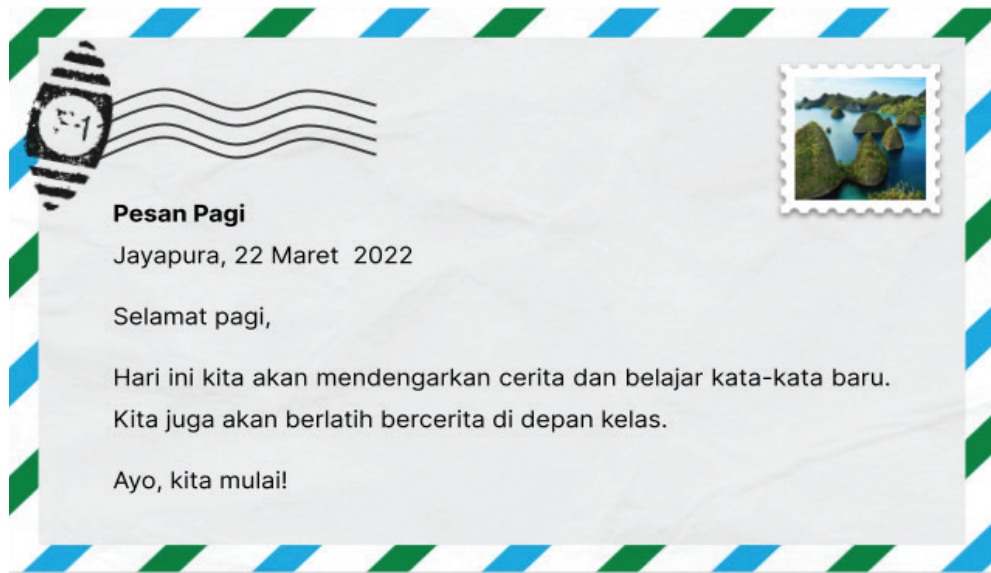 Pesan Pagi
Jayapura, 22 Maret 2022
Selamat pagi,
Hari ini kita akan mendengarkan cerita dan belajar kata-kata baru.
Kita juga akan berlatih bercerita di depan kelas.
Ayo, kita mulai!